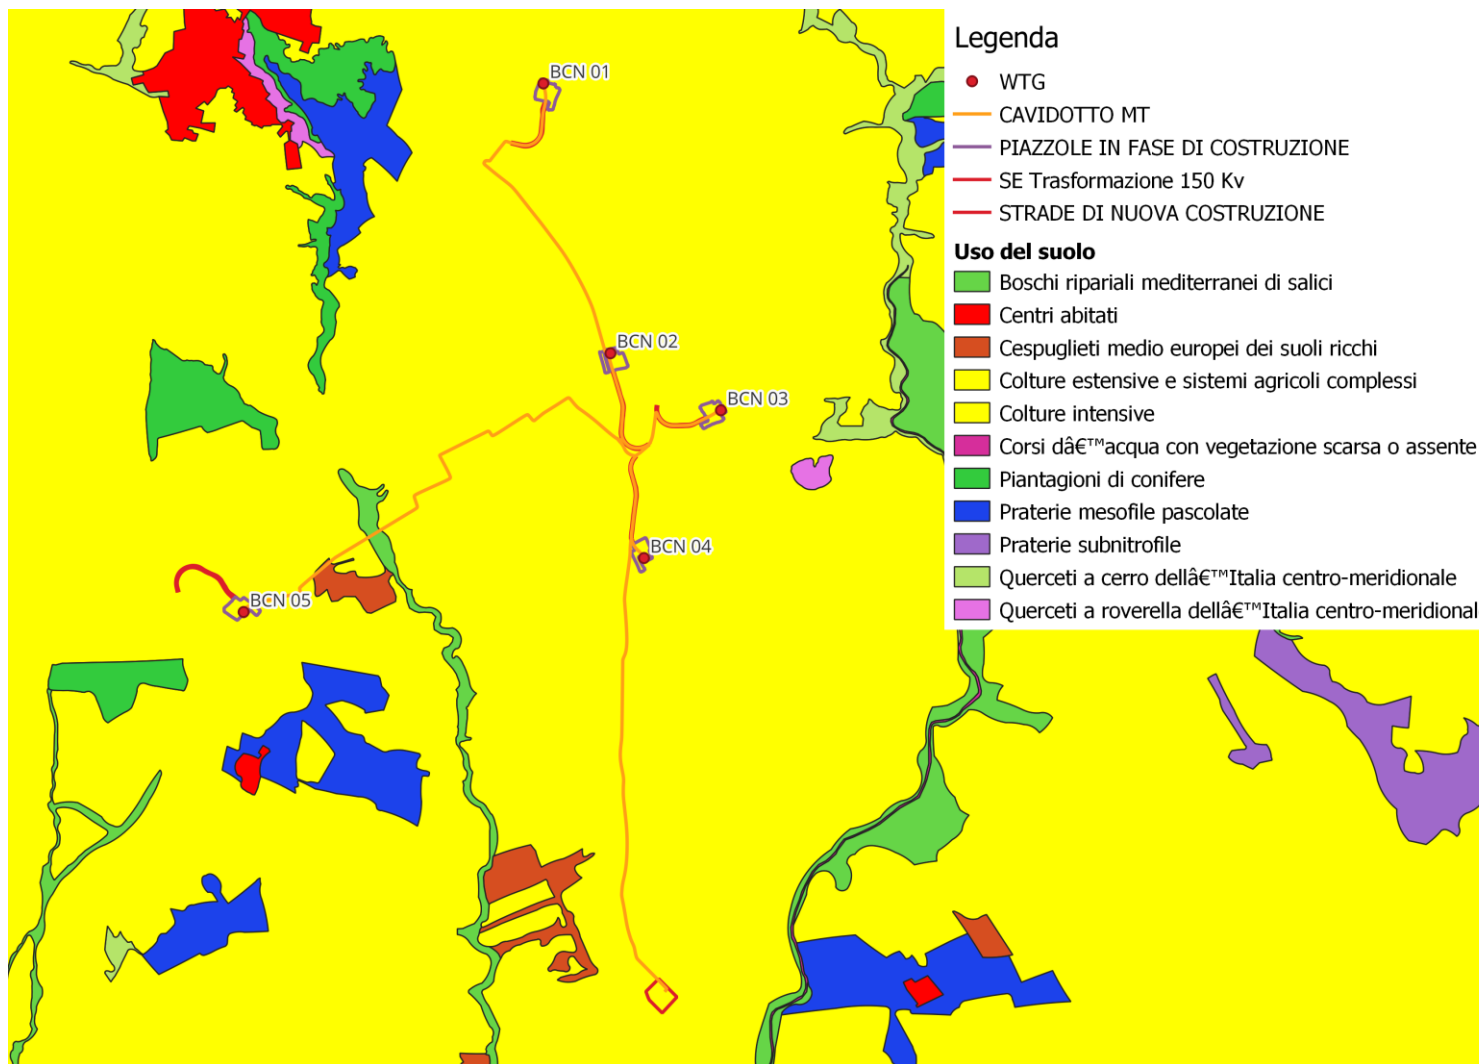 BCN 01
BCN 02
BCN 03
BCN 04
BCN 05
Legenda
WTG
CAVIDOTTO MT
PIAZZOLE IN FASE DI COSTRUZIONE
SE Trasformazione 150 Kv
STRADE DI NUOVA COSTRUZIONE
Uso del suolo
Boschi ripariali mediterranei di salici
Centri abitati
Cespuglieti medio europei dei suoli ricchi
Colture estensive e sistemi agricoli complessi
Colture intensive
Corsi dâ€™acqua con vegetazione scarsa o assente
Piantagioni di conifere
Praterie mesofile pascolate
Praterie subnitrofile
Querceti a cerro dellâ€™Italia centro-meridionale
Querceti a roverella dellâ€™Italia centro-meridional